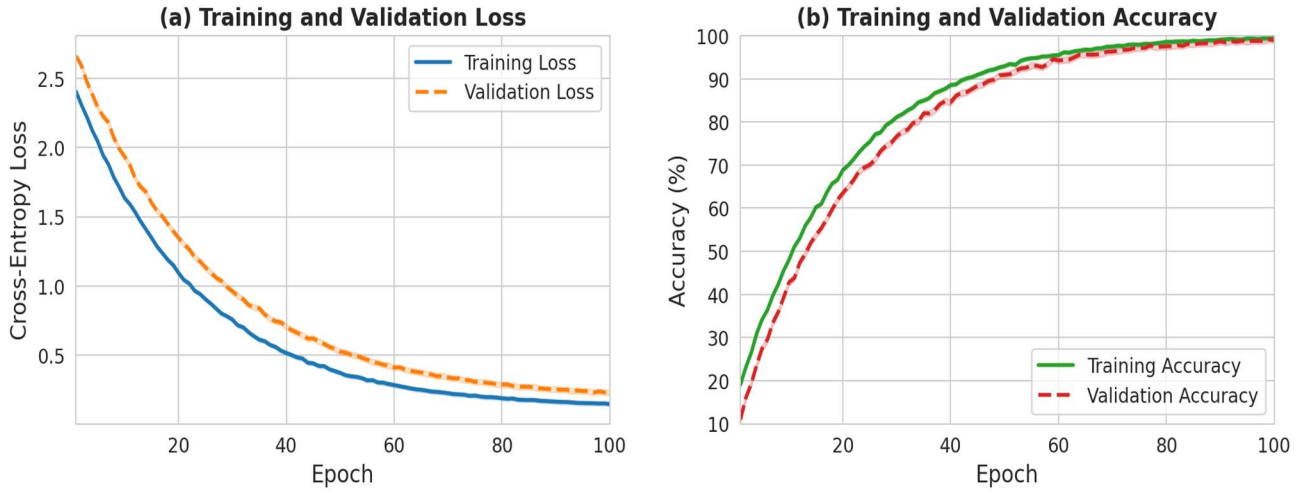 (a) Training and Validation Loss
Cross-Entropy Loss
2.5
2.0
1.5
1.0
0.5
Training Loss
Validation Loss
20 40 60 80 100
Epoch
(b) Training and Validation Accuracy
Accuracy (%)
100
90
80
70
60
50
40
30
20
10
Training Accuracy
Validation Accuracy
20 40 60 80 100
Epoch